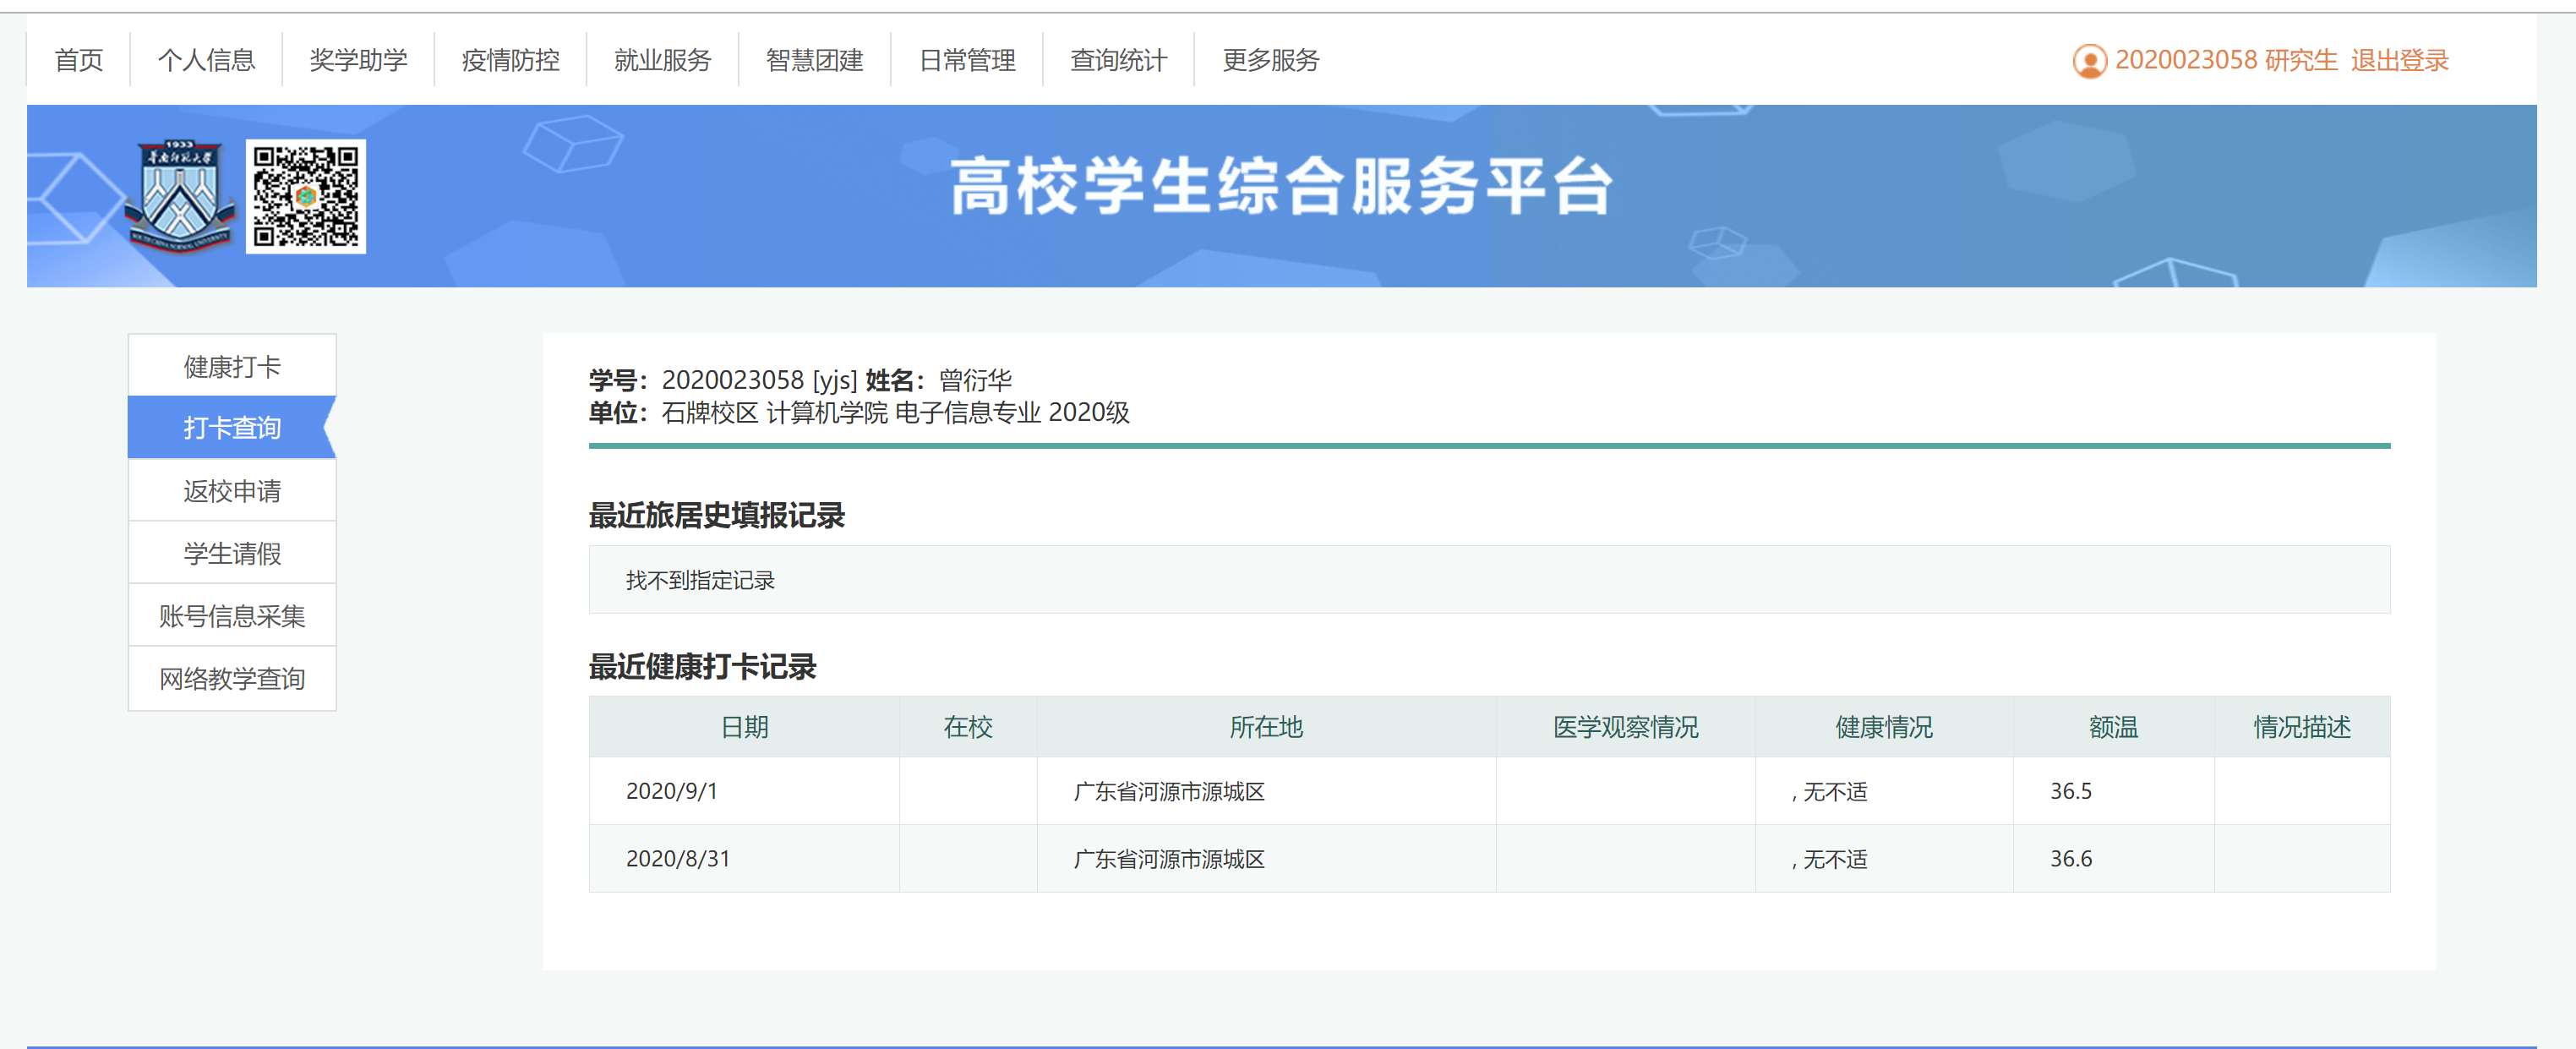 首页 个人信息 奖学助学 疫情防控 就业服务 智慧团建 日常管理 查询统计 更多服务 2020023058 研究生 退出登录
1933
华南师范大学
SOUTH CHINA NORMAL UNIVERSITY
高校学生综合服务平台
健康打卡
打卡查询
返校申请
学生请假
账号信息采集
网络教学查询
学号：2020023058 [yjs] 姓名：曾衍华
单位：石牌校区 计算机学院 电子信息专业 2020级
最近旅居史填报记录
找不到指定记录
最近健康打卡记录
日期 在校 所在地 医学观察情况 健康情况 额温 情况描述
2020/9/1 广东省河源市源城区 , 无不适 36.5
2020/8/31 广东省河源市源城区 , 无不适 36.6